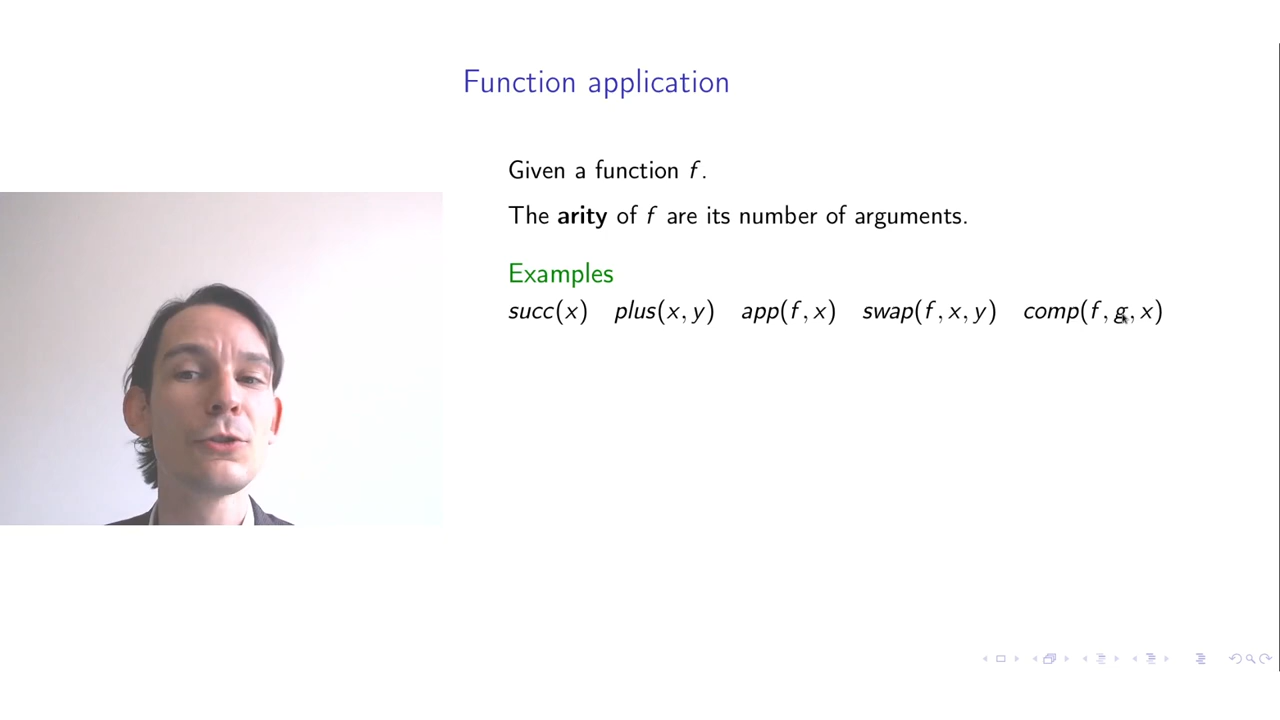 Function application
Given a function f.
The arity of f are its number of arguments.
Examples
succ(x) plus(x, y) app(f, x) swap(f, x, y) comp(f, g, x)